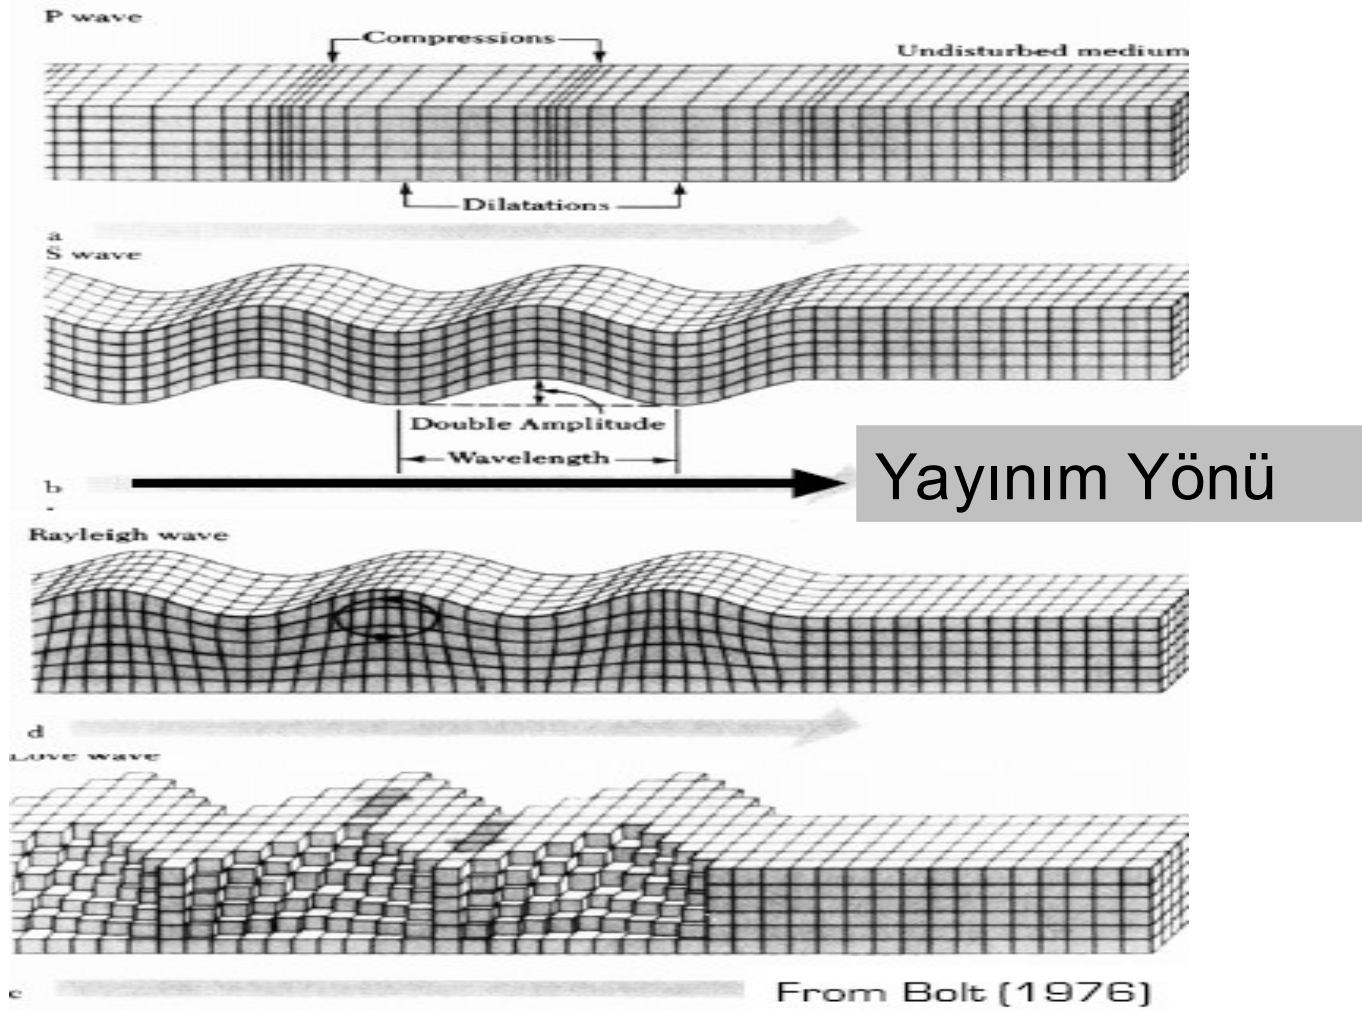 P wave
Compressions
Undisturbed medium
Dilatations
a
S wave
Double Amplitude
Wavelength
b
Yayınım Yönü
Rayleigh wave
d
Love wave
c
From Bolt (1976)